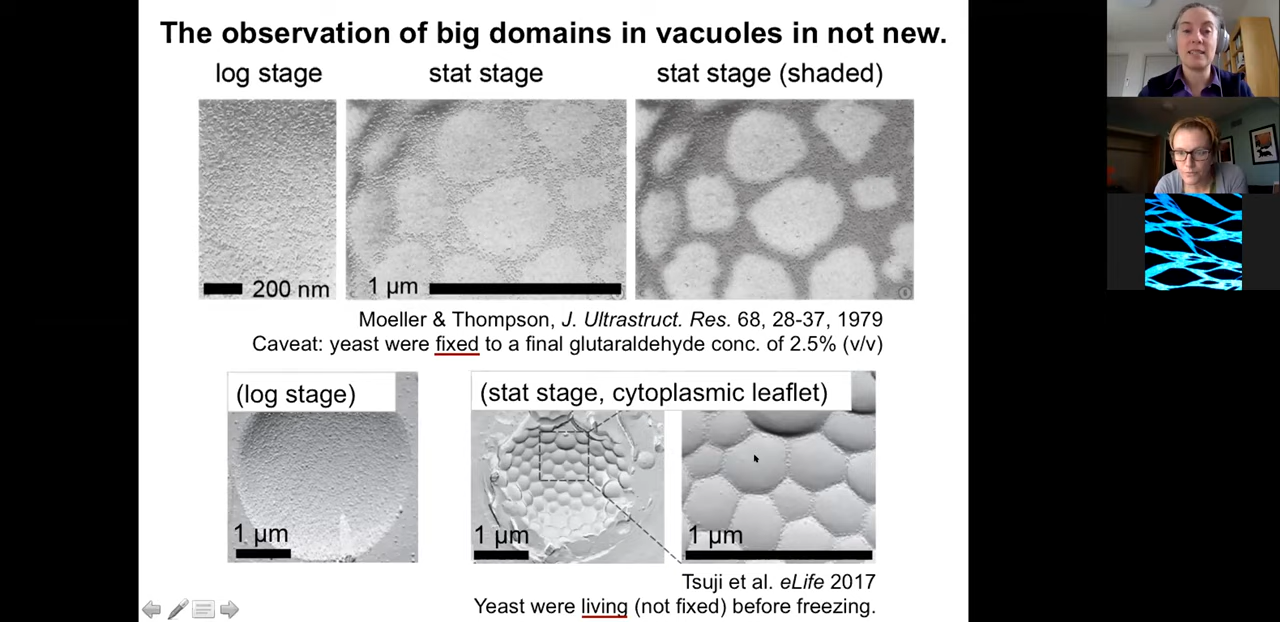 The observation of big domains in vacuoles in not new.
log stage
stat stage
stat stage (shaded)
200 nm
1 µm
Moeller & Thompson, J. Ultrastruct. Res. 68, 28-37, 1979
Caveat: yeast were fixed to a final glutaraldehyde conc. of 2.5% (v/v)
(log stage)
(stat stage, cytoplasmic leaflet)
1 µm
1 µm
1 µm
Tsuji et al. eLife 2017
Yeast were living (not fixed) before freezing.